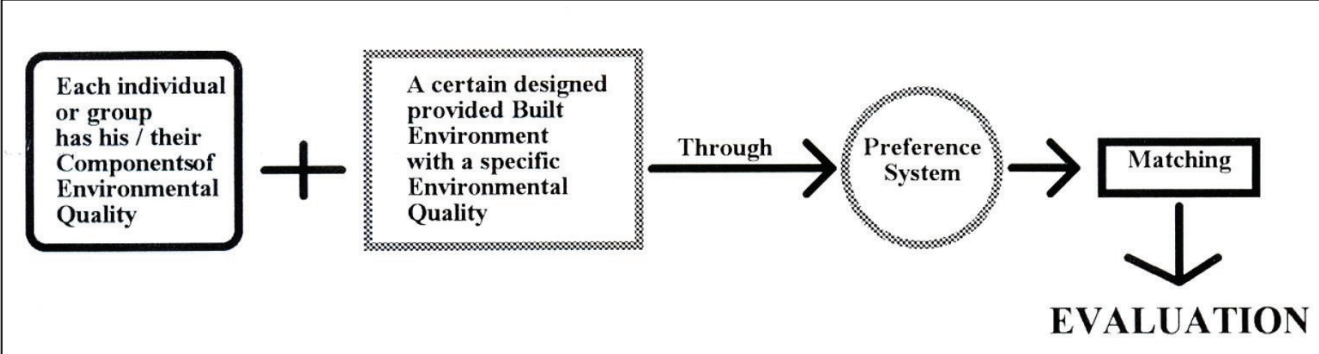 Each individual
or group
has his / their
Componentsof
Environmental
Quality
A certain designed
provided Built
Environment
with a specific
Environmental
Quality
Through
Preference
System
Matching
EVALUATION